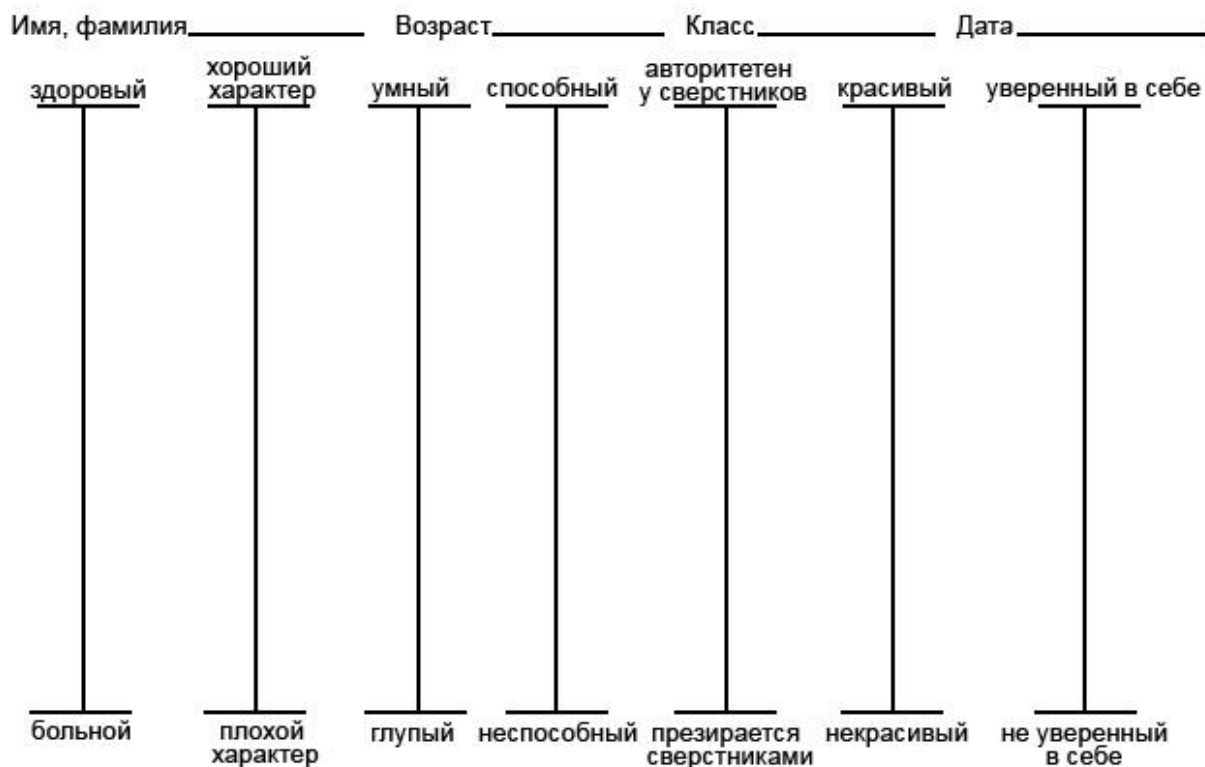 Имя, фамилия Возраст Класс Дата
здоровый
хороший
характер
умный
способный
авторитетен
у сверстников
красивый
уверенный в себе
больной
плохой
характер
глупый
неспособный
презирается
сверстниками
некрасивый
не уверенный
в себе